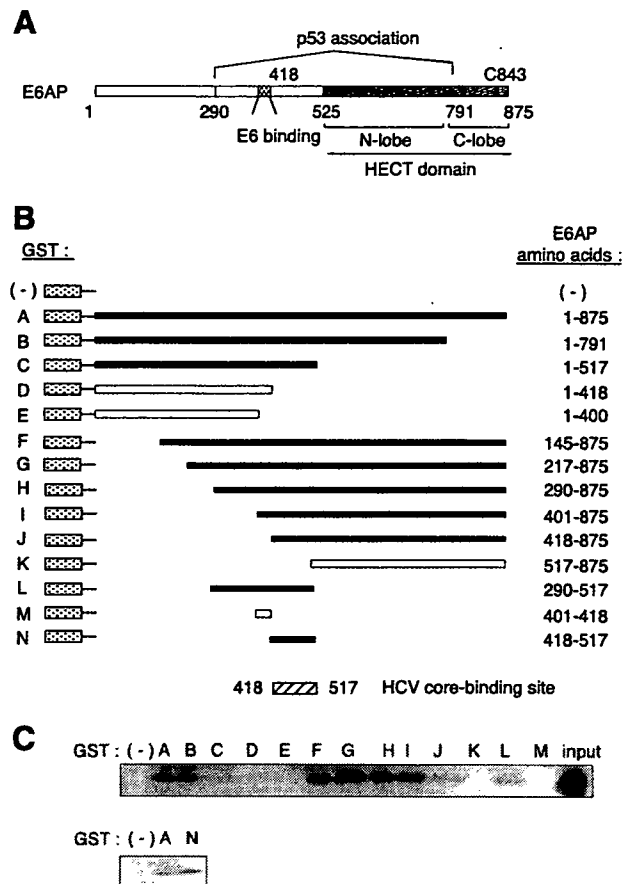 A
p53 association
418 C843
E6AP
1 290 525 791 875
E6 binding
N-lobe C-lobe
HECT domain
B
GST : E6AP
amino acids :
(-) (-)
A 1-875
B 1-791
C 1-517
D 1-418
E 1-400
F 145-875
G 217-875
H 290-875
I 401-875
J 418-875
K 517-875
L 290-517
M 401-418
N 418-517
418 517 HCV core-binding site
C
GST : (-) A B C D E F G H I J K L M input
GST : (-) A N